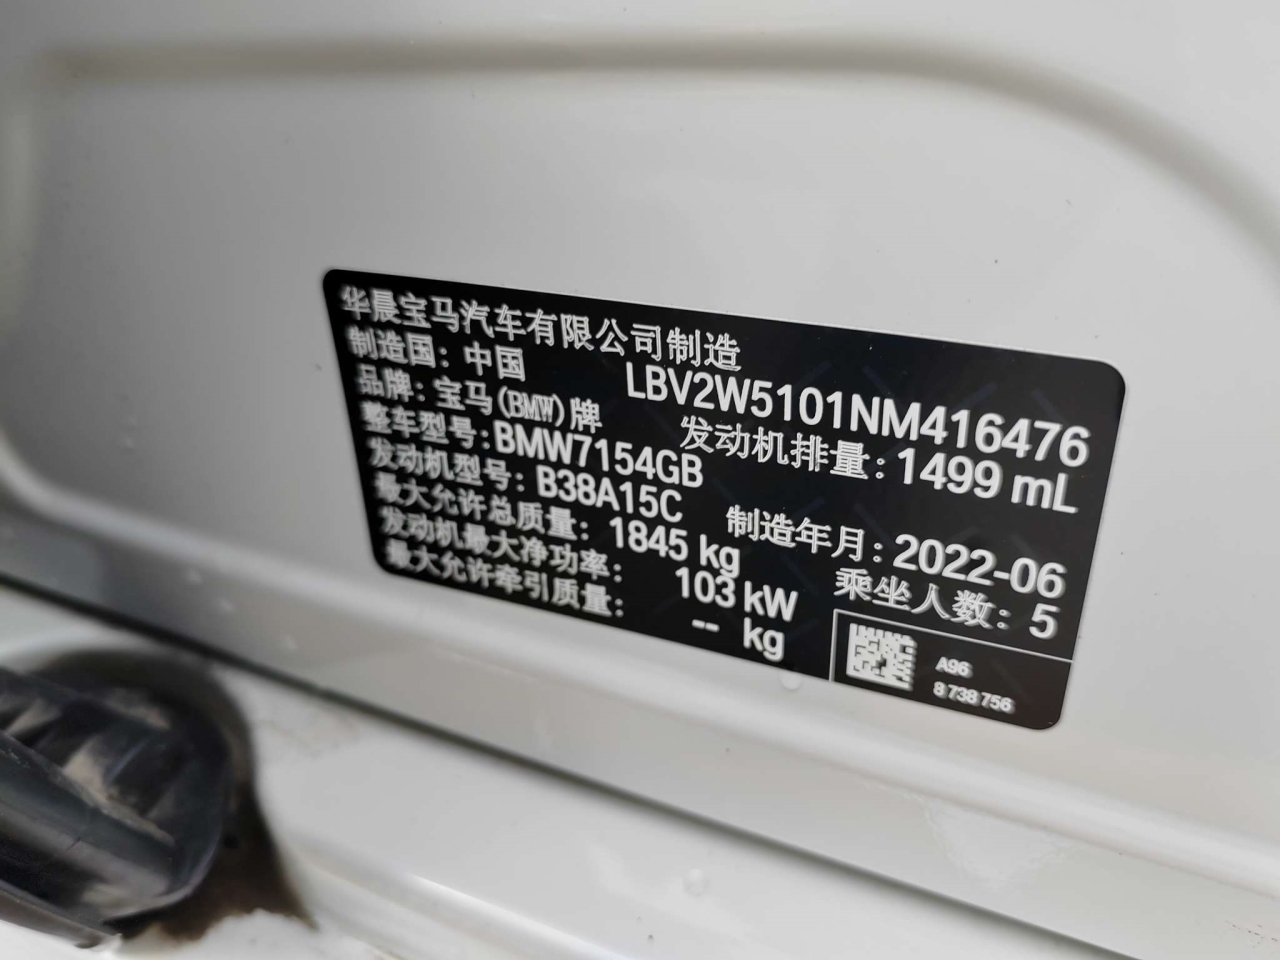 华晨宝马汽车有限公司制造
制造国：中国
LBV2W5101NM416476
品牌：宝马(BMW)牌
发动机排量：1499 mL
整车型号：BMW7154GB
发动机型号：B38A15C
制造年月：2022-06
最大允许总质量：1845 kg
乘坐人数：5
发动机最大净功率：103 kW
最大允许牵引质量：-- kg
A96
8 738 756